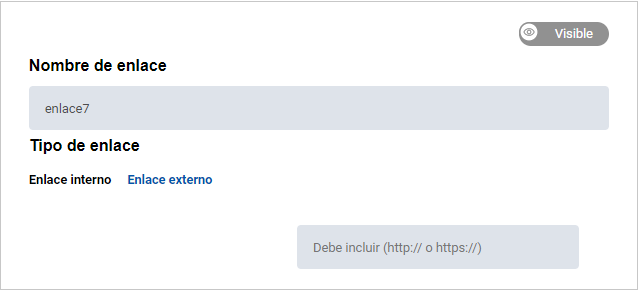 Visible
Nombre de enlace
enlace7
Tipo de enlace
Enlace interno Enlace externo
Debe incluir (http:// o https://)